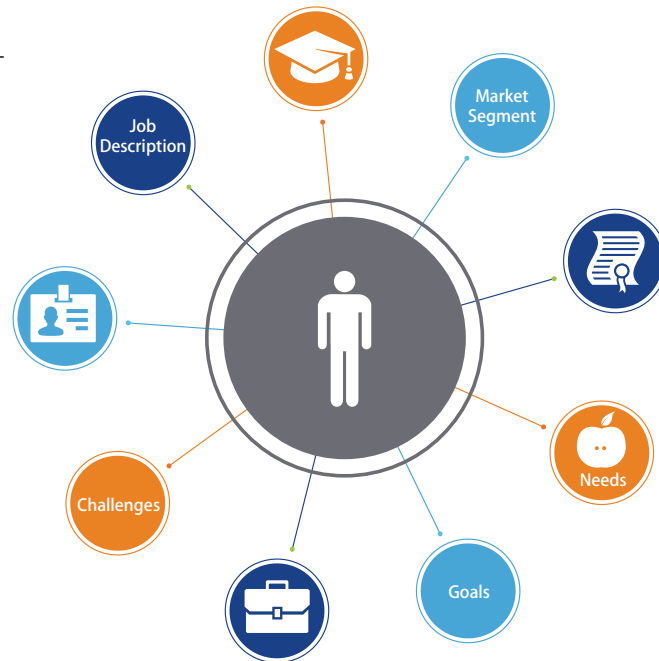 Market
Segment
Job
Description
Needs
Challenges
Goals